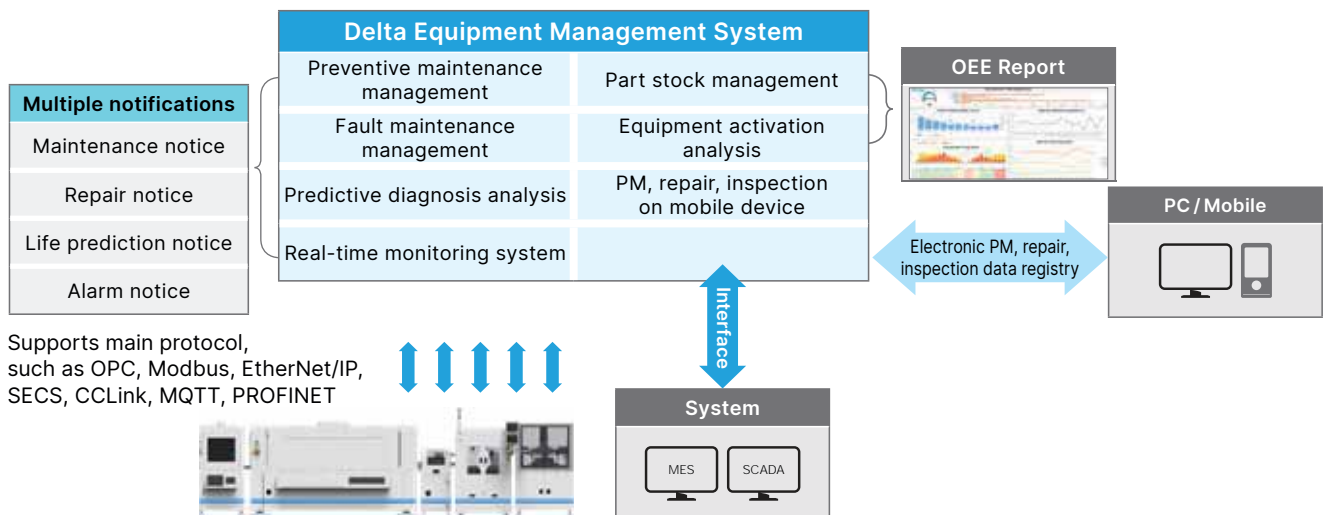 Delta Equipment Management System
Preventive maintenance
management
Part stock management
Fault maintenance
management
Equipment activation
analysis
Predictive diagnosis analysis
PM, repair, inspection
on mobile device
Real-time monitoring system
Multiple notifications
Maintenance notice
Repair notice
Life prediction notice
Alarm notice
OEE Report
PC / Mobile
Electronic PM, repair,
inspection data registry
Interface
Supports main protocol,
such as OPC, Modbus, EtherNet/IP,
SECS, CCLink, MQTT, PROFINET
System
MES
SCADA